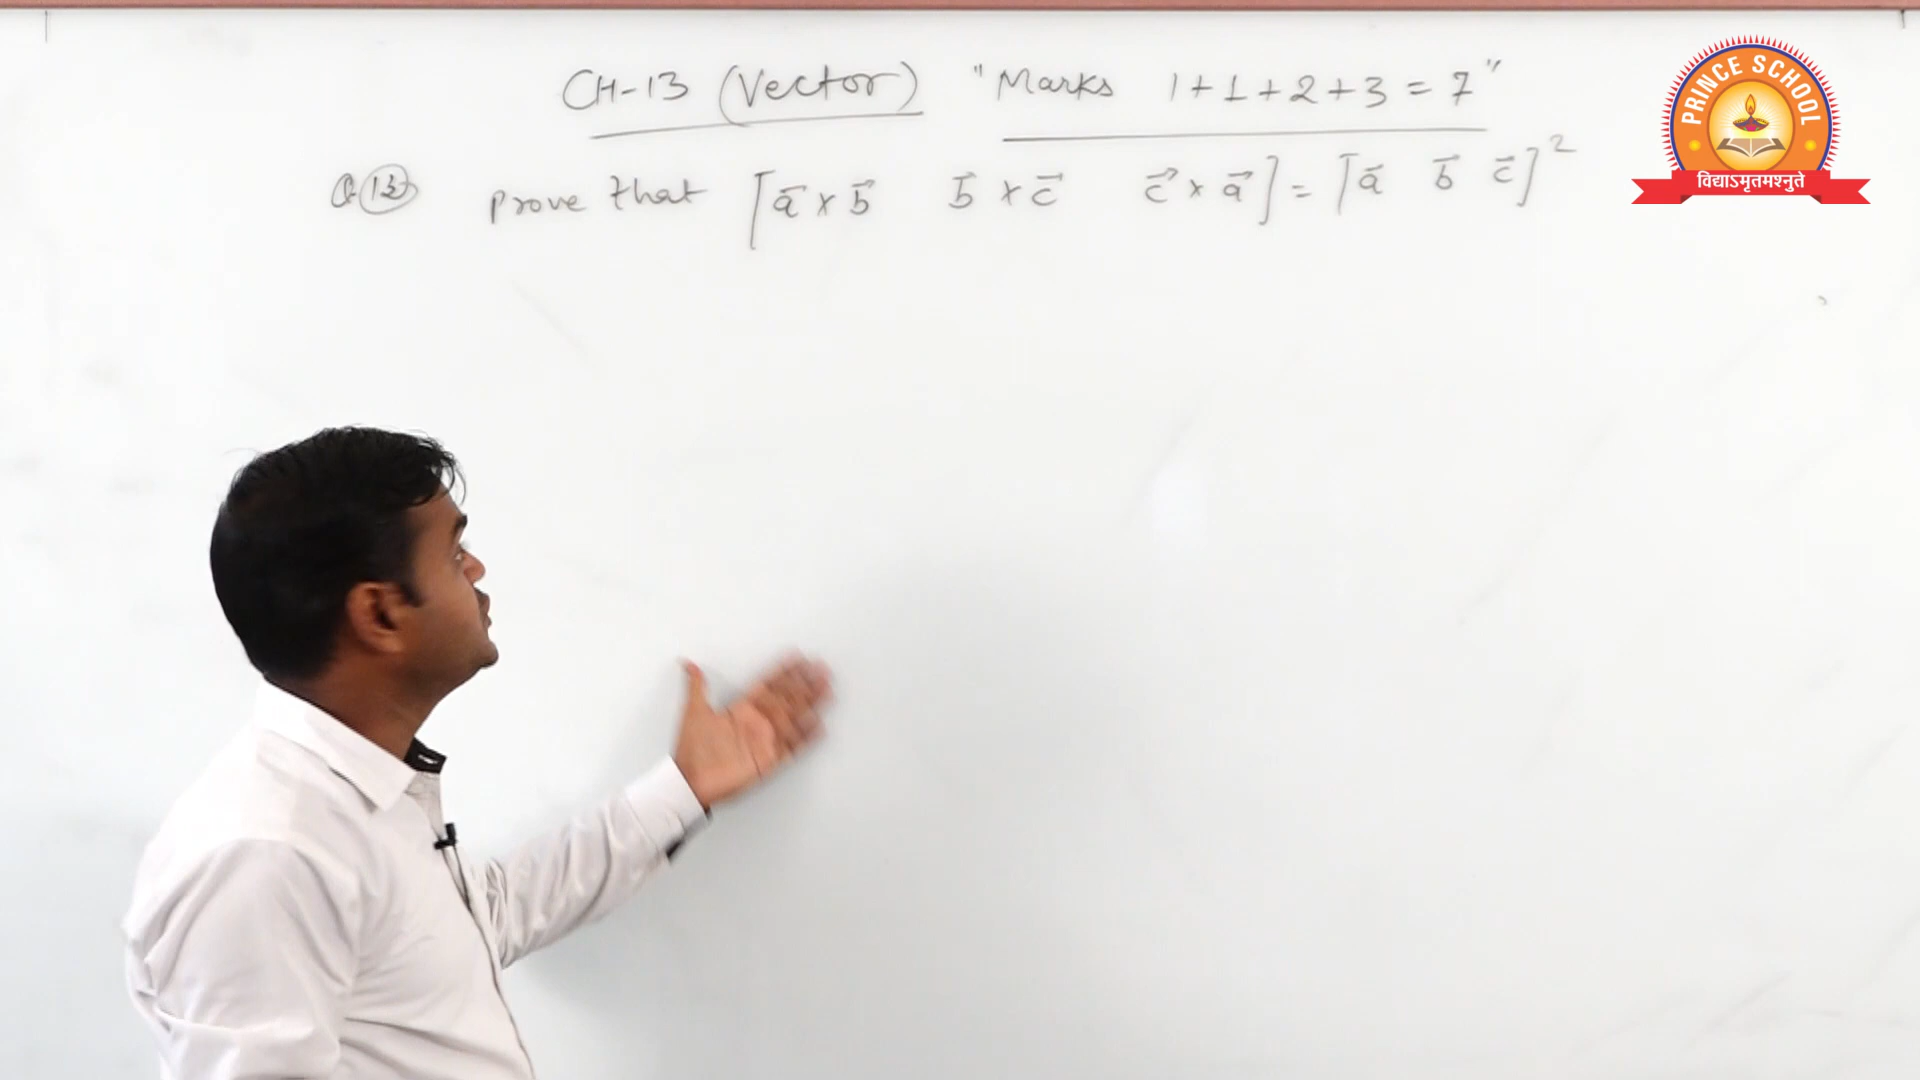 CH-13 (Vector) "Marks 1+1+2+3=7"
Q.13 prove that [a⃗×b⃗ b⃗×c⃗ c⃗×a⃗]=[a⃗ b⃗ c⃗]²
PRINCE SCHOOL
विद्याऽमृतमश्नुते